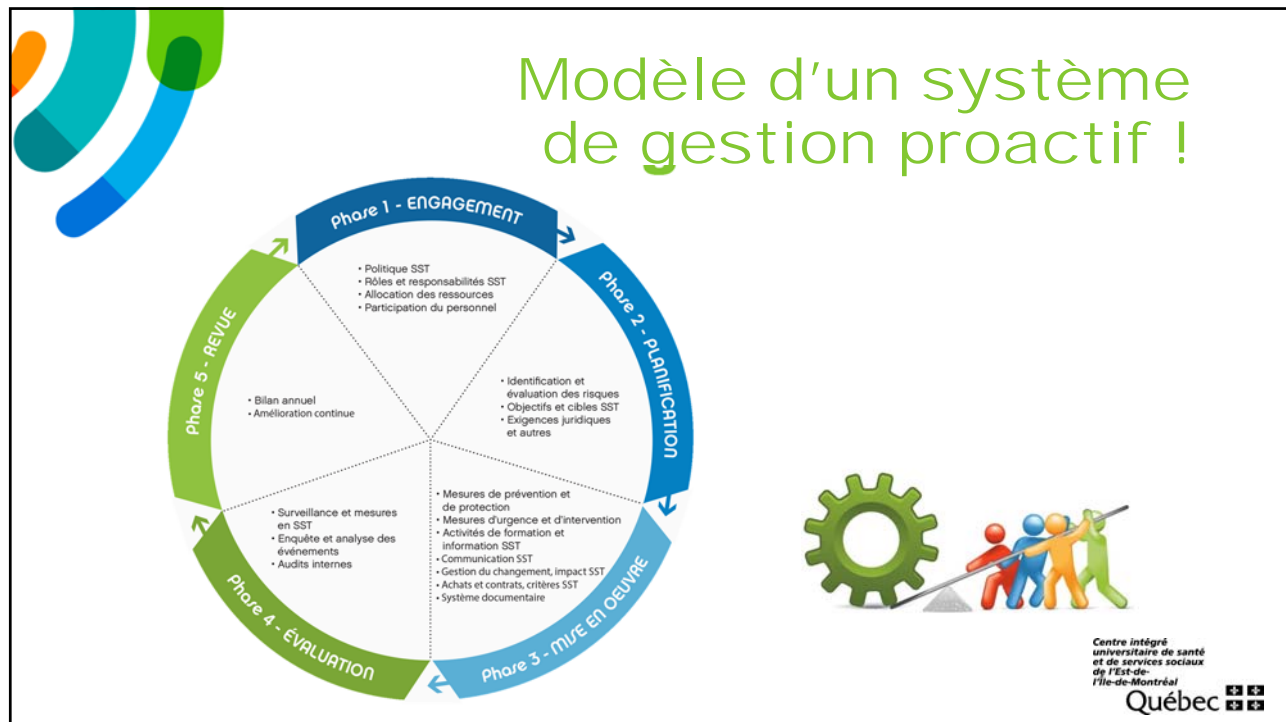 Modèle d'un système
de gestion proactif !
Phase 1 - ENGAGEMENT
• Politique SST
• Rôles et responsabilités SST
• Allocation des ressources
• Participation du personnel
Phase 2 - PLANIFICATION
• Identification et
évaluation des risques
• Objectifs et cibles SST
• Exigences juridiques
et autres
Phase 3 - MISE EN OEUVRE
• Mesures de prévention et
de protection
• Mesures d'urgence et d'intervention
• Activités de formation et
information SST
• Communication SST
• Gestion du changement, impact SST
• Achats et contrats, critères SST
• Système documentaire
Phase 4 - ÉVALUATION
• Surveillance et mesures
en SST
• Enquête et analyse des
événements
• Audits internes
Phase 5 - REVUE
• Bilan annuel
• Amélioration continue
Centre intégré
universitaire de santé
et de services sociaux
de l'Est-de-
l'Île-de-Montréal
Québec